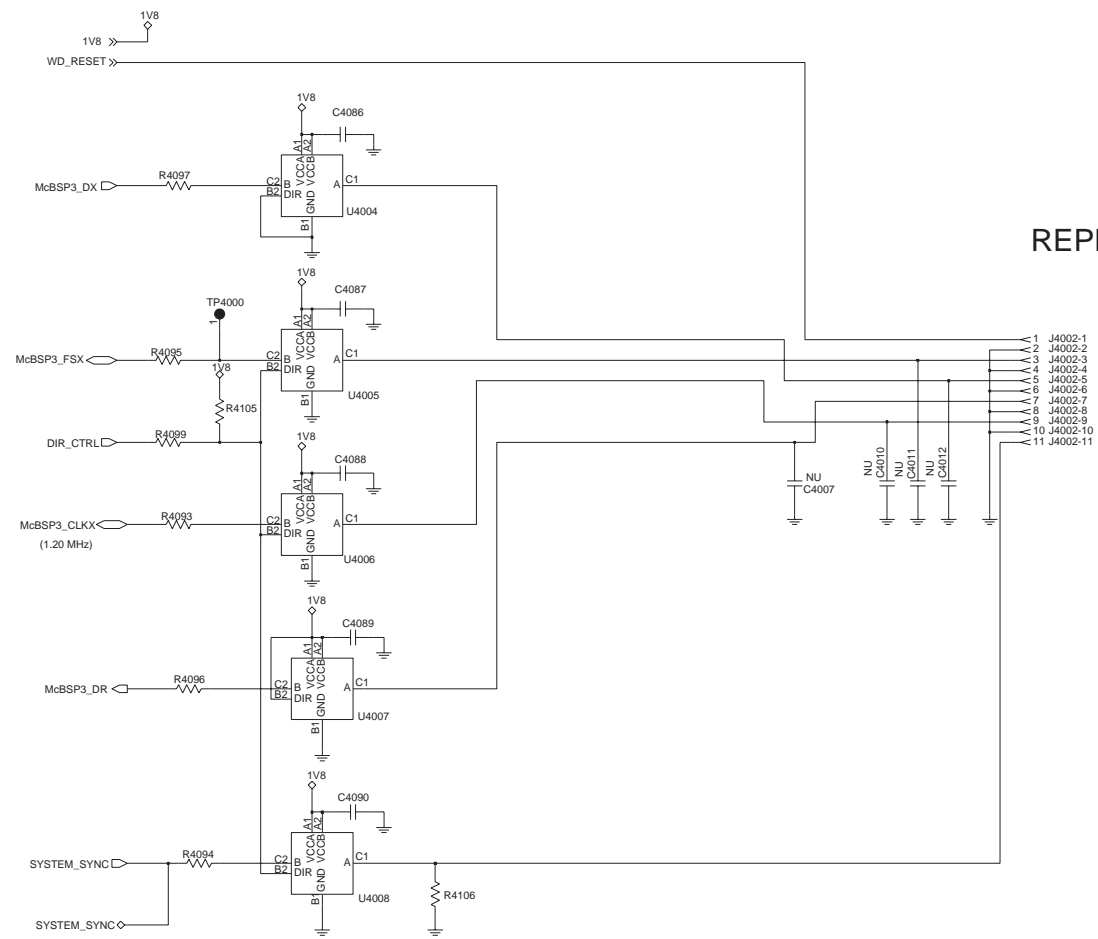 1V8
1V8
WD_RESET
1V8
C4086
A1
A2
VCCA
VCCB
McBSP3_DX
R4097
C2
B
A
C1
B2
DIR
GND
B1
U4004
REPI
1V8
C4087
TP4000
1
A1
A2
VCCA
VCCB
McBSP3_FSX
R4095
C2
B
A
C1
B2
DIR
GND
B1
U4005
1V8
R4105
J4002-1
J4002-2
J4002-3
J4002-4
J4002-5
J4002-6
J4002-7
J4002-8
J4002-9
J4002-10
J4002-11
1
2
3
4
5
6
7
8
9
10
11
DIR_CTRL
R4099
1V8
C4088
A1
A2
VCCA
VCCB
McBSP3_CLKX
(1.20 MHz)
R4093
C2
B
A
C1
B2
DIR
GND
B1
U4006
NU
C4007
NU
C4010
NU
C4011
NU
C4012
1V8
C4089
A1
A2
VCCA
VCCB
McBSP3_DR
R4096
C2
B
A
C1
B2
DIR
GND
B1
U4007
1V8
C4090
A1
A2
VCCA
VCCB
SYSTEM_SYNC
R4094
C2
B
A
C1
B2
DIR
GND
B1
U4008
R4106
SYSTEM_SYNC